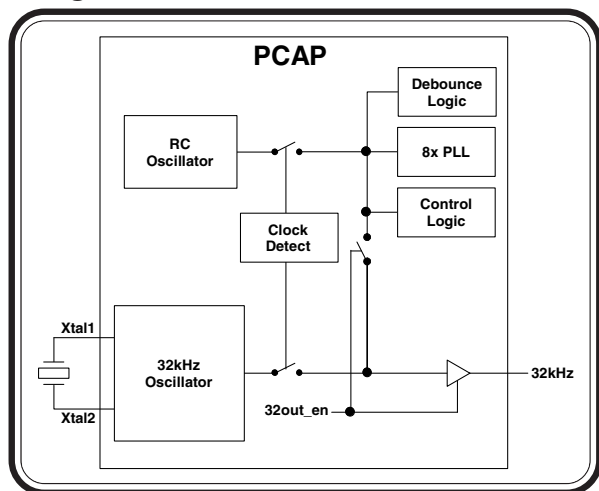 PCAP
Debounce
Logic
RC
Oscillator
8x PLL
Control
Logic
Clock
Detect
Xtal1
32kHz
Oscillator
32kHz
Xtal2
32out_en